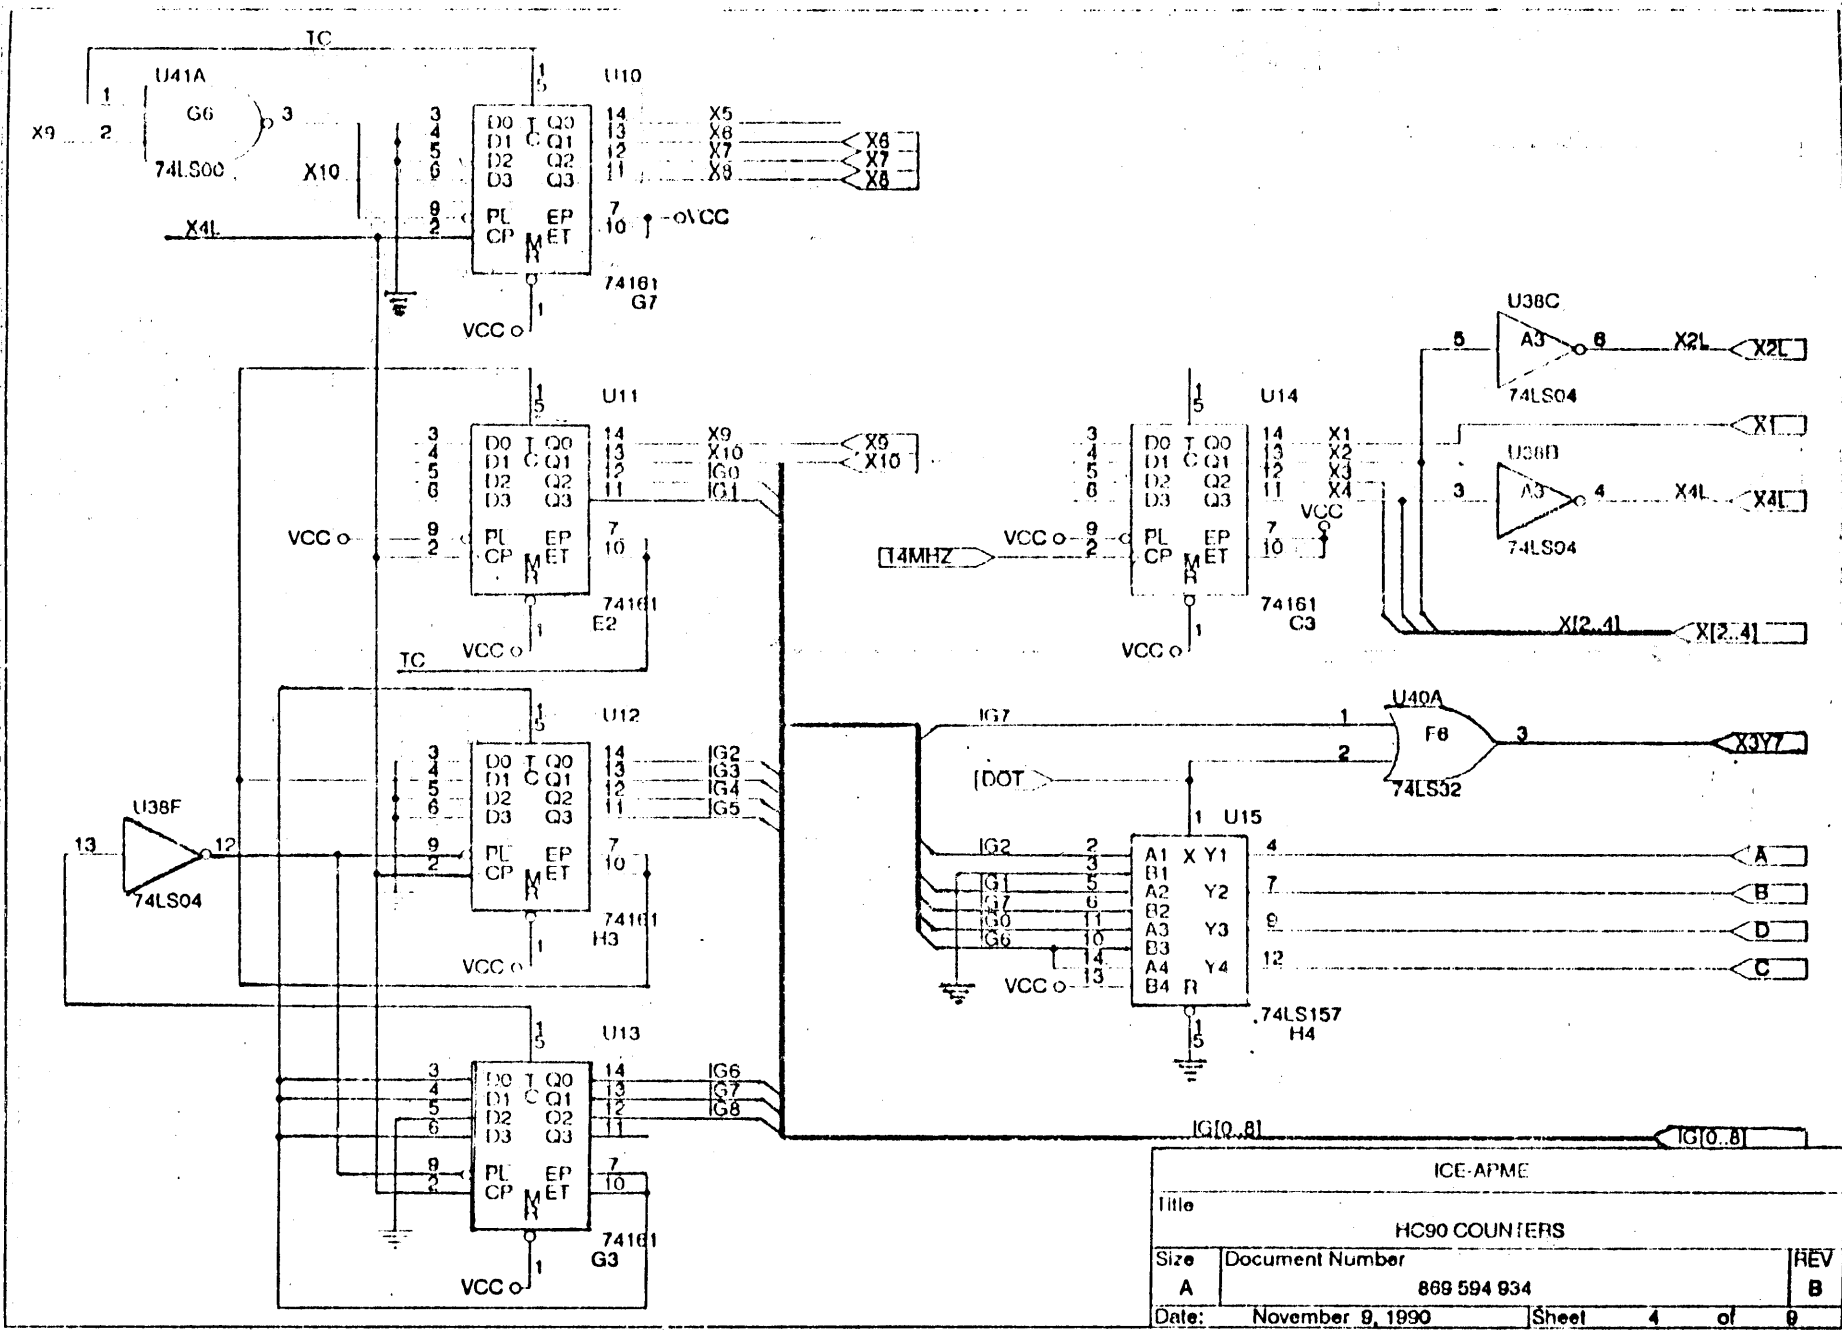 TC
U41A
1
G6
3
X9
2
74LS00
X10
X4L
1
5
U10
3 D0 T Q0 14 X5
4 D1 C Q1 13 X6 X6
5 D2 Q2 12 X7 X7
6 D3 Q3 11 X8 X8
9 PL EP 7 VCC
2 CP M ET 10
R
74161
G7
VCC 1
1
5
U11
3 D0 T Q0 14 X9 X9
4 D1 C Q1 13 X10 X10
5 D2 Q2 12 IG0
6 D3 Q3 11 IG1
VCC 9 PL EP 7
2 CP M ET 10
R
74161
E2
VCC 1
TC
1
5
U14
3 D0 T Q0 14 X1
4 D1 C Q1 13 X2
5 D2 Q2 12 X3
6 D3 Q3 11 X4
VCC
VCC 9 PL EP 7
14MHZ 2 CP M ET 10
R
74161
C3
VCC 1
U38C
5 A3 6 X2L X2L
74LS04
X1
U38B
3 A3 4 X4L X4L
74LS04
X[2..4] X[2..4]
1
5
U12
3 D0 T Q0 14 IG2
4 D1 C Q1 13 IG3
5 D2 Q2 12 IG4
6 D3 Q3 11 IG5
9 PL EP 7
2 CP M ET 10
R
74161
H3
VCC 1
U38F
13 12
74LS04
1
5
U13
3 D0 T Q0 14 IG6
4 D1 C Q1 13 IG7
5 D2 Q2 12 IG8
6 D3 Q3 11
9 PL EP 7
2 CP M ET 10
R
74161
G3
VCC 1
U40A
IG7 1
F6 3 X3Y7
2
74LS32
DOT
1 U15
IG2 2 A1 X Y1 4 A
3 B1
IG1 5 A2 Y2 7 B
IG7 6 B2
IG0 11 A3 Y3 9 D
IG6 10 B3
14 A4 Y4 12 C
VCC 13 B4 R
74LS157
H4
1
5
IG[0..8] IG[0..8]
ICE-APME
Title
HC90 COUNTERS
Size Document Number REV
A 869 594 934 B
Date: November 9, 1990 Sheet 4 of 9